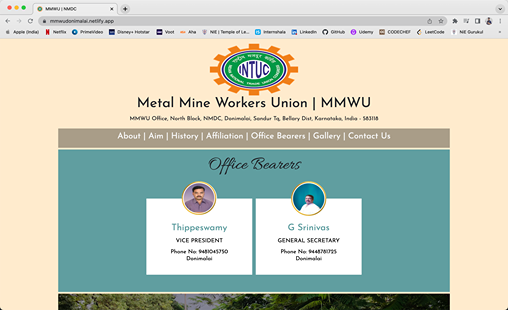 MMWU | NMDC
mmwudonimalai.netlify.app
Apple (India) Netflix PrimeVideo Disney+ Hotstar Voot Aha NIE | Temple of Le... Internshala LinkedIn GitHub Udemy CODECHEF LeetCode NIE Gurukul
INTUC
Metal Mine Workers Union | MMWU
MMWU Office, North Block, NMDC, Donimalai, Sandur Tq, Bellary Dist, Karnataka, India - 583118
About | Aim | History | Affiliation | Office Bearers | Gallery | Contact Us
Office Bearers
Thippeswamy
VICE PRESIDENT
Phone No: 9481045750
Donimalai
G Srinivas
GENERAL SECRETARY
Phone No: 9448781725
Donimalai